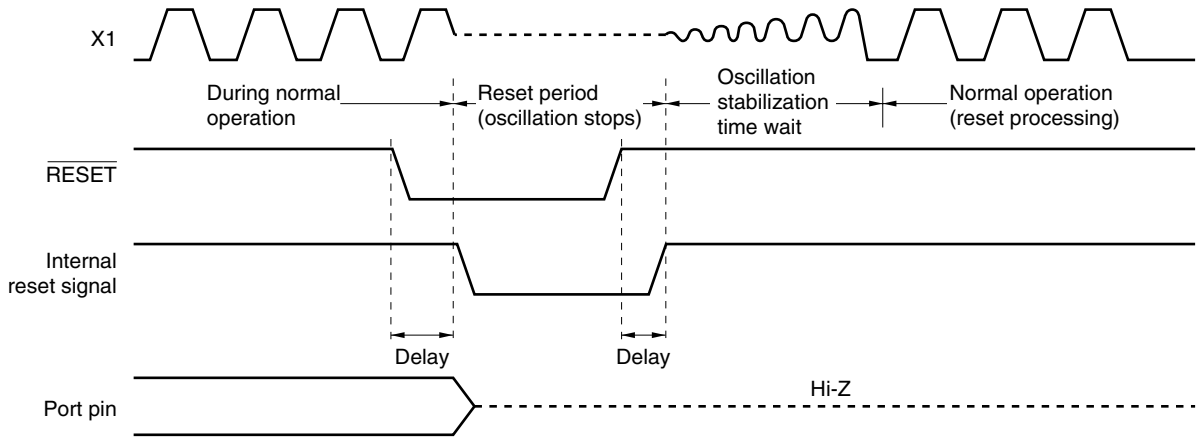 X1
During normal
operation
Reset period
(oscillation stops)
Oscillation
stabilization
time wait
Normal operation
(reset processing)
RESET
Internal
reset signal
Delay
Delay
Hi-Z
Port pin